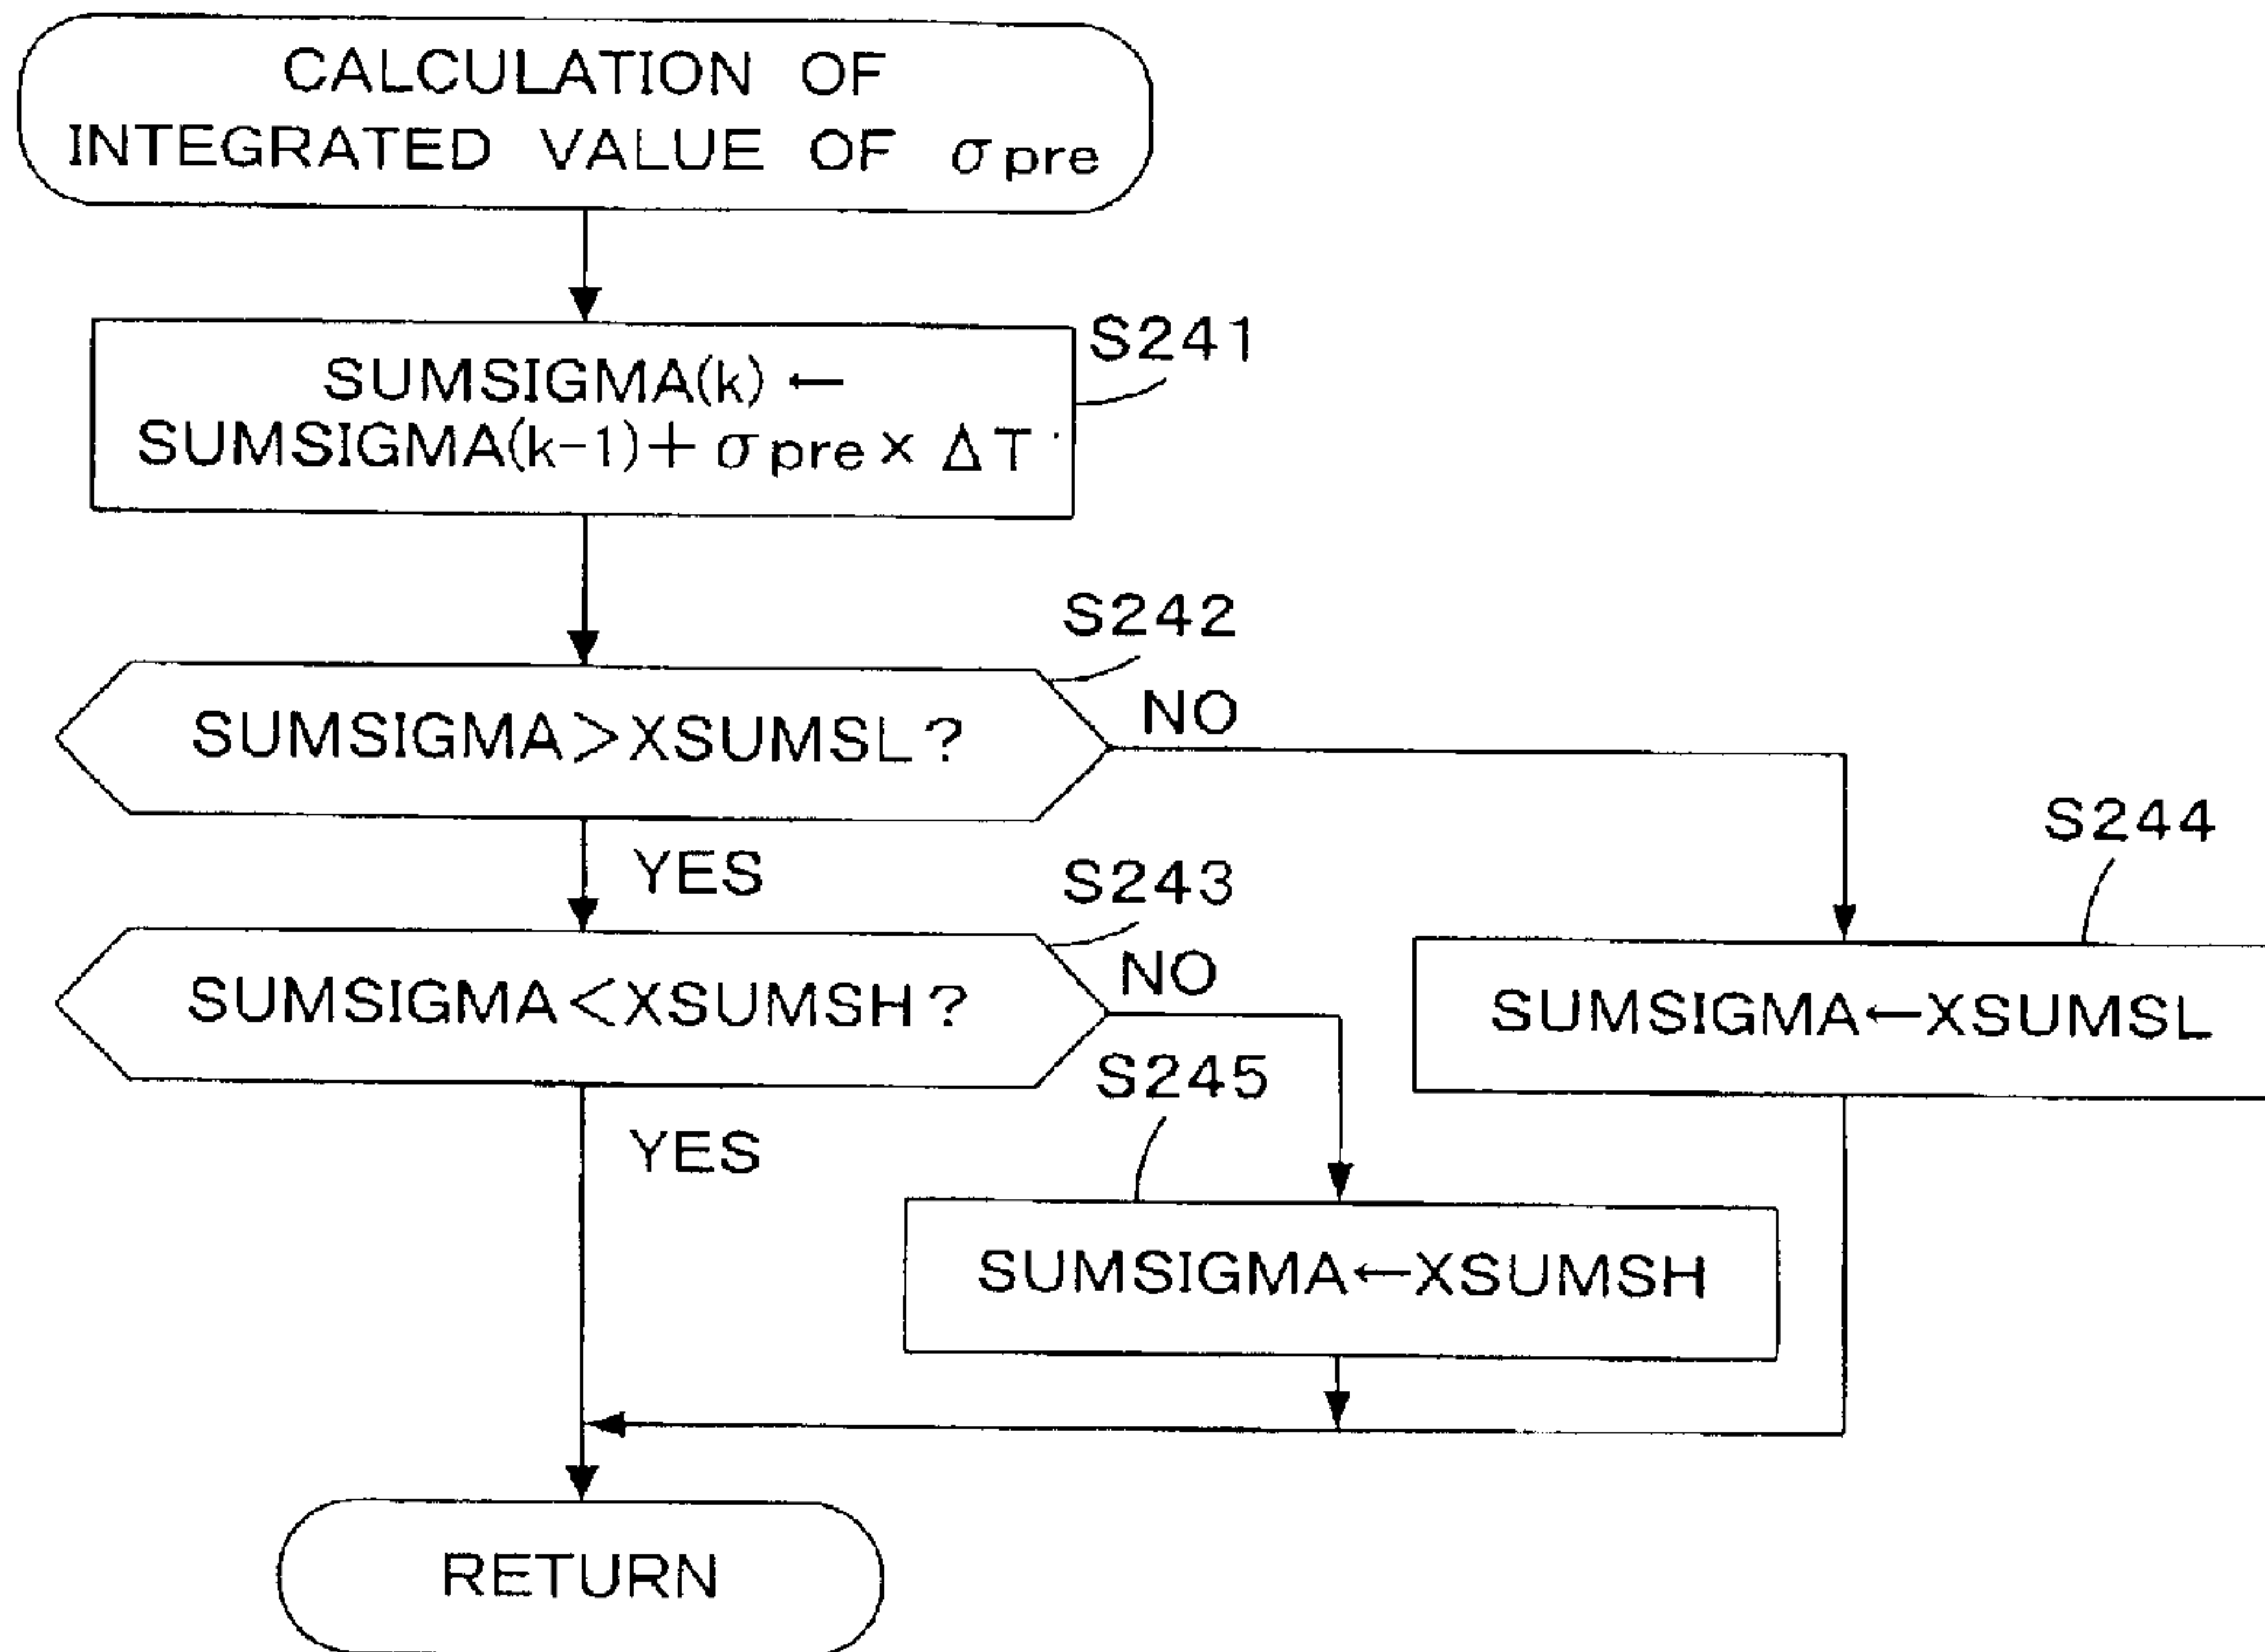 CALCULATION OF
INTEGRATED VALUE OF σpre
S241
SUMSIGMA(k) ←
SUMSIGMA(k-1)+ σpre × ΔT
S242
SUMSIGMA>XSUMSL?
NO
YES
S244
S243
SUMSIGMA<XSUMSH?
NO
SUMSIGMA←XSUMSL
S245
YES
SUMSIGMA←XSUMSH
RETURN